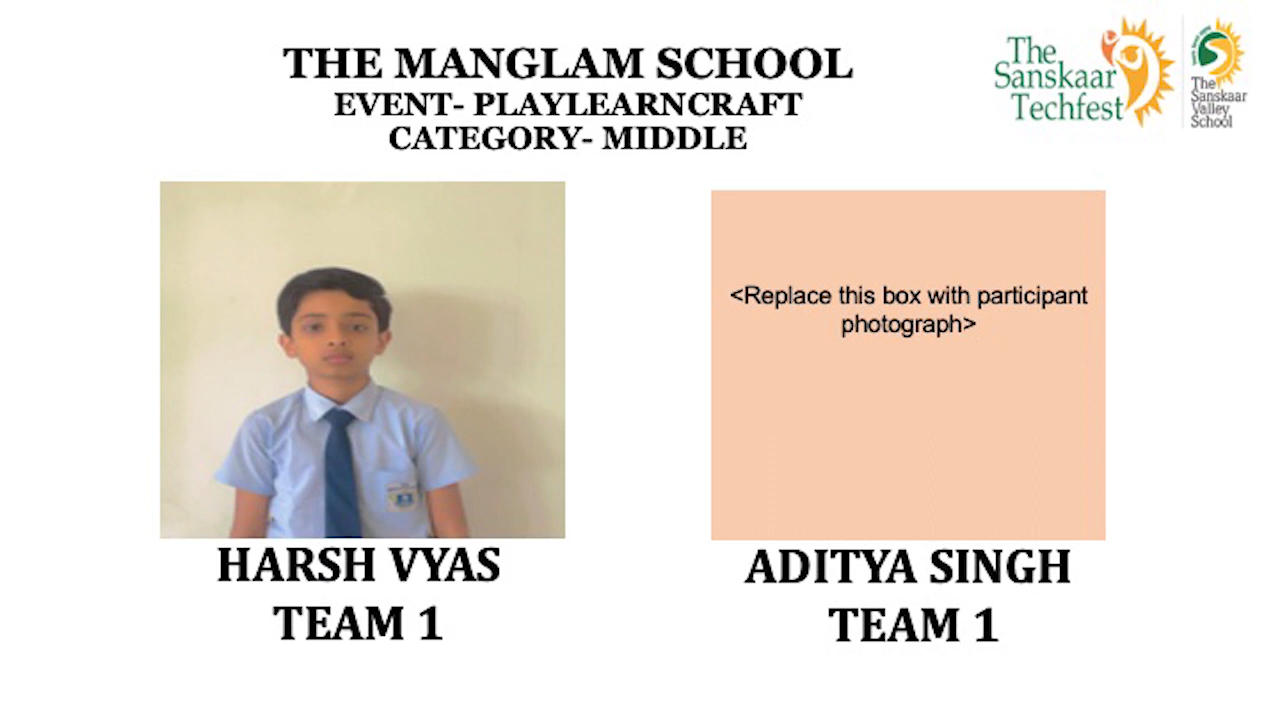 THE MANGLAM SCHOOL
EVENT- PLAYLEARNCRAFT
CATEGORY- MIDDLE
The
Sanskaar
Techfest
The
Sanskaar
Valley
School
<Replace this box with participant
photograph>
HARSH VYAS
TEAM 1
ADITYA SINGH
TEAM 1